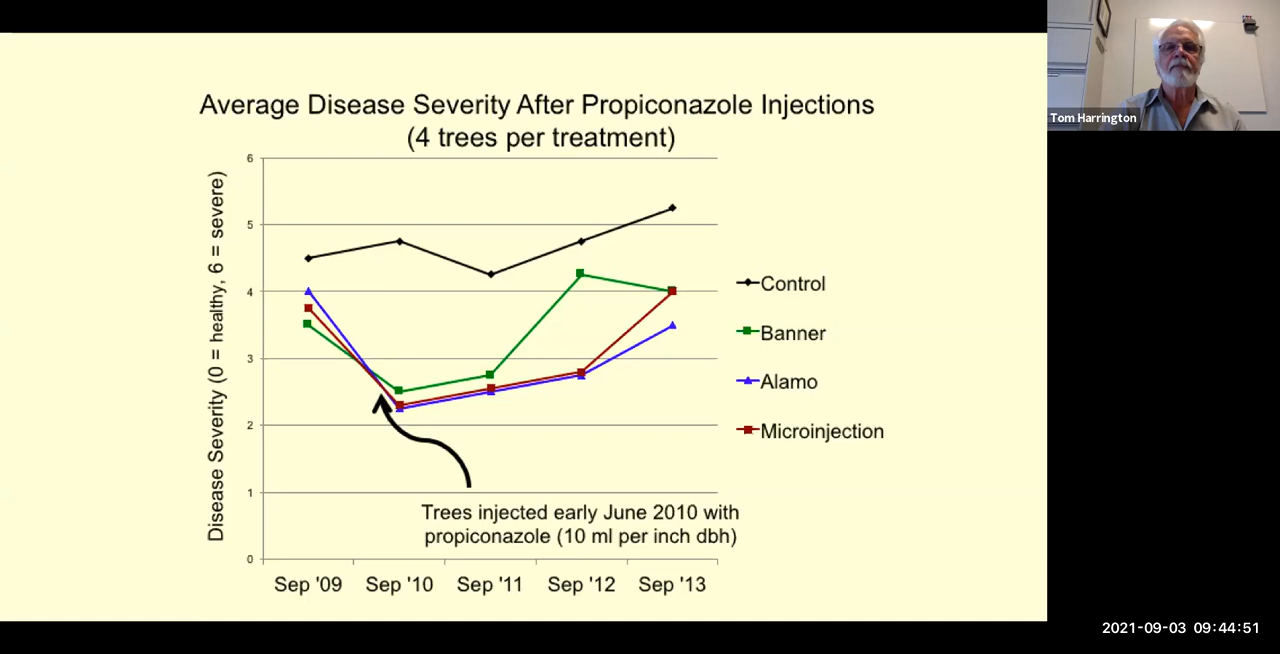 Average Disease Severity After Propiconazole Injections
(4 trees per treatment)
Disease Severity (0 = healthy, 6 = severe)
6
5
4
3
2
1
0
Sep '09 Sep '10 Sep '11 Sep '12 Sep '13
Control
Banner
Alamo
Microinjection
Trees injected early June 2010 with
propiconazole (10 ml per inch dbh)
Tom Harrington
2021-09-03 09:44:51